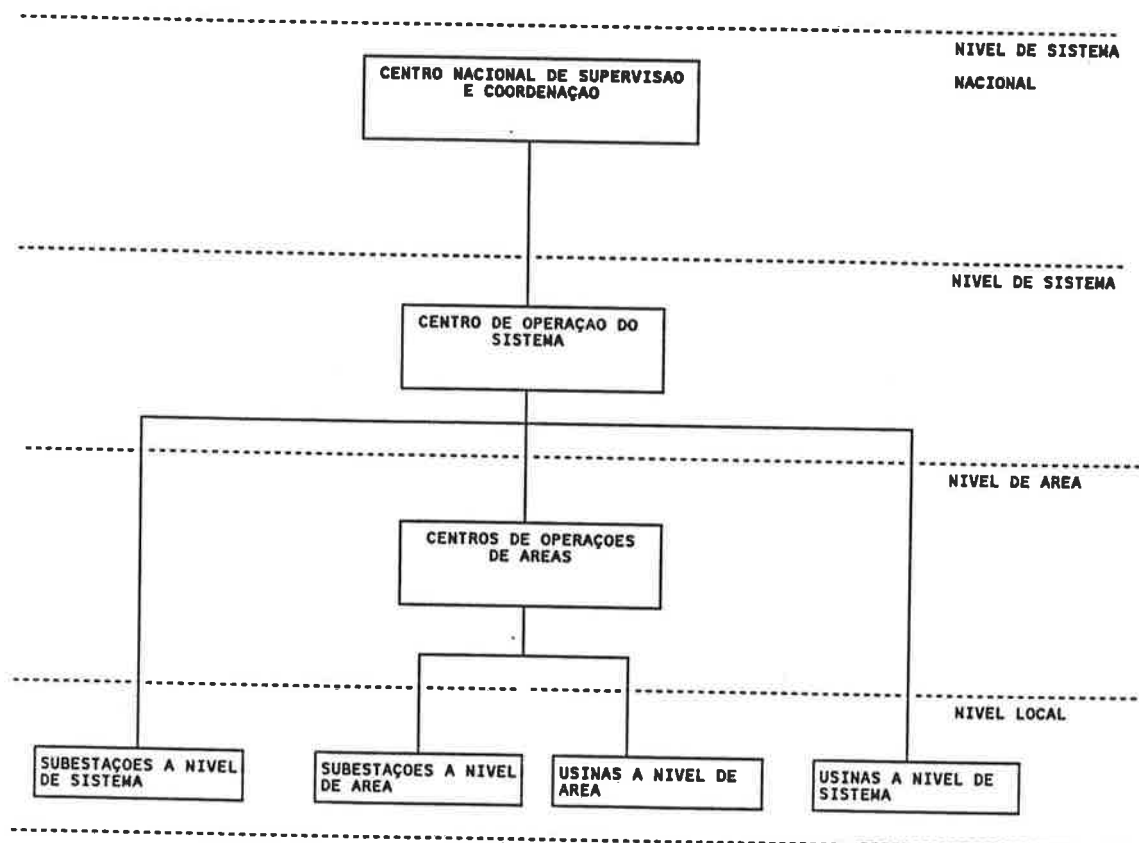 NIVEL DE SISTEMA
NACIONAL
CENTRO NACIONAL DE SUPERVISAO
E COORDENAÇAO
NIVEL DE SISTEMA
CENTRO DE OPERAÇAO DO
SISTEMA
NIVEL DE AREA
CENTROS DE OPERAÇOES
DE AREAS
NIVEL LOCAL
SUBESTAÇOES A NIVEL
DE SISTEMA
SUBESTAÇOES A NIVEL
DE AREA
USINAS A NIVEL DE
AREA
USINAS A NIVEL DE
SISTEMA